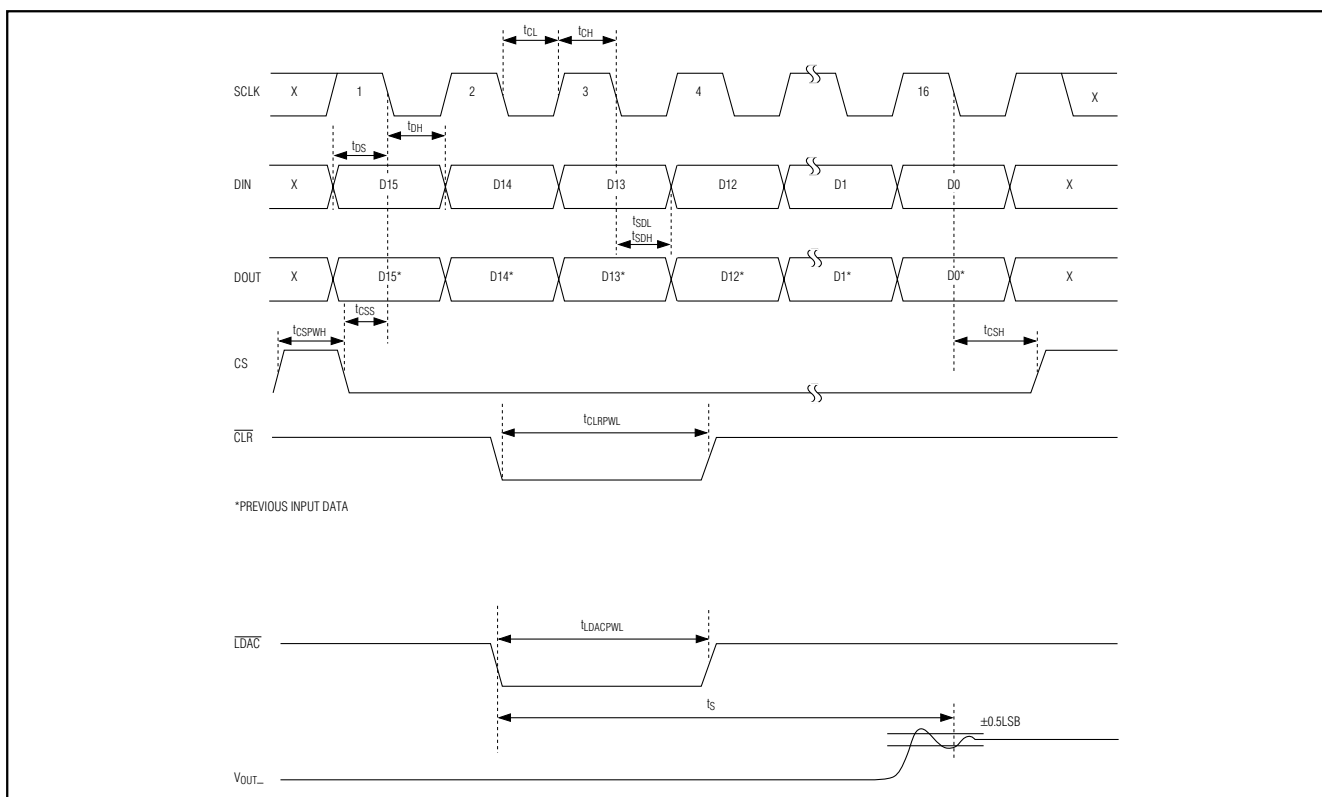 tCL tCH
SCLK X 1 2 3 4 16 X
tDH
tDS
DIN X D15 D14 D13 D12 D1 D0 X
tSDL
tSDH
DOUT X D15* D14* D13* D12* D1* D0* X
tCSS
tCSPWH tCSH
CS
tCLRPWL
CLR
*PREVIOUS INPUT DATA
tLDACPWL
LDAC
tS
±0.5LSB
VOUT_